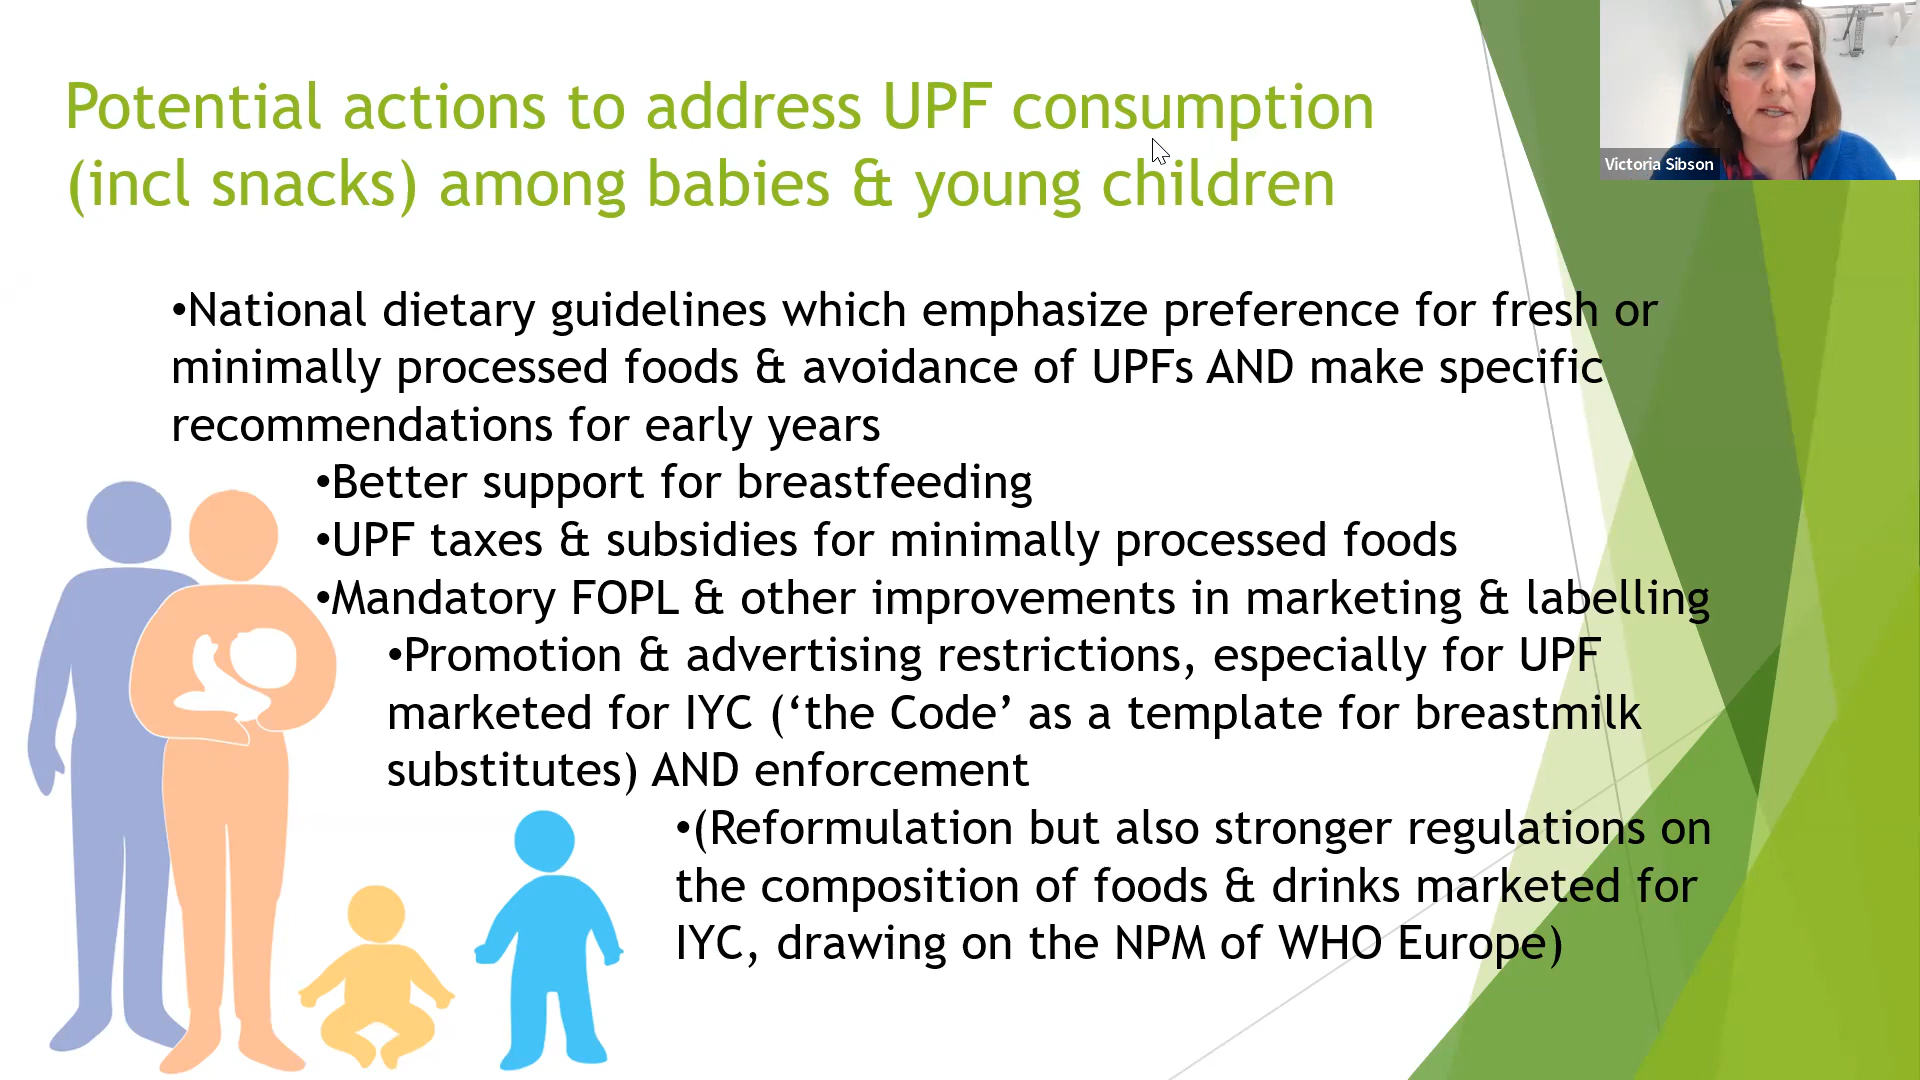 Potential actions to address UPF consumption
(incl snacks) among babies & young children
Victoria Sibson
•National dietary guidelines which emphasize preference for fresh or
minimally processed foods & avoidance of UPFs AND make specific
recommendations for early years
•Better support for breastfeeding
•UPF taxes & subsidies for minimally processed foods
•Mandatory FOPL & other improvements in marketing & labelling
•Promotion & advertising restrictions, especially for UPF
marketed for IYC (‘the Code’ as a template for breastmilk
substitutes) AND enforcement
•(Reformulation but also stronger regulations on
the composition of foods & drinks marketed for
IYC, drawing on the NPM of WHO Europe)